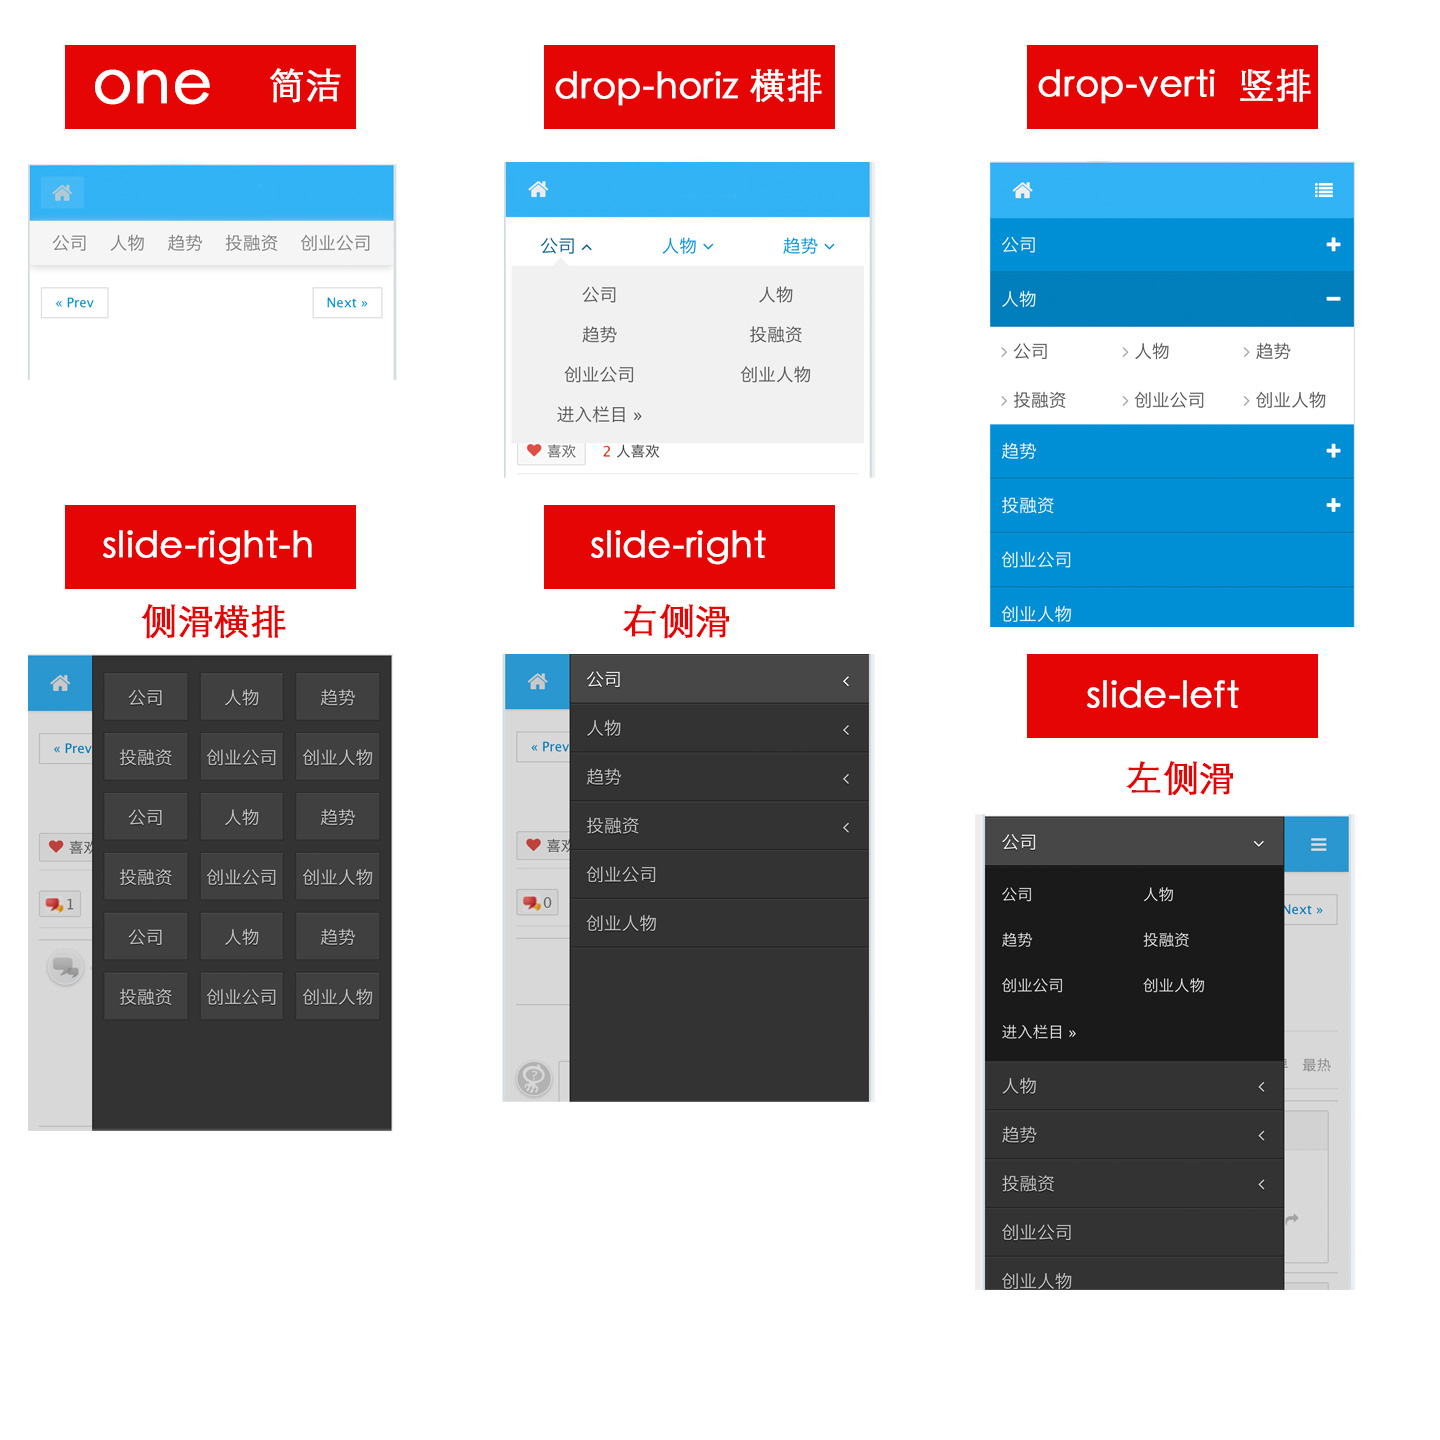 one 简洁
公司 人物 趋势 投融资 创业公司
« Prev Next »
drop-horiz 横排
公司 人物 趋势
公司 人物
趋势 投融资
创业公司 创业人物
进入栏目 »
喜欢 2 人喜欢
drop-verti 竖排
公司
人物
公司 人物 趋势
投融资 创业公司 创业人物
趋势
投融资
创业公司
创业人物
slide-right-h
侧滑横排
« Prev
喜欢
1
公司 人物 趋势
投融资 创业公司 创业人物
公司 人物 趋势
投融资 创业公司 创业人物
公司 人物 趋势
投融资 创业公司 创业人物
slide-right
右侧滑
« Prev
喜欢
0
公司
人物
趋势
投融资
创业公司
创业人物
slide-left
左侧滑
公司
公司 人物
趋势 投融资
创业公司 创业人物
进入栏目 »
人物
趋势
投融资
创业公司
创业人物
Next »
最热